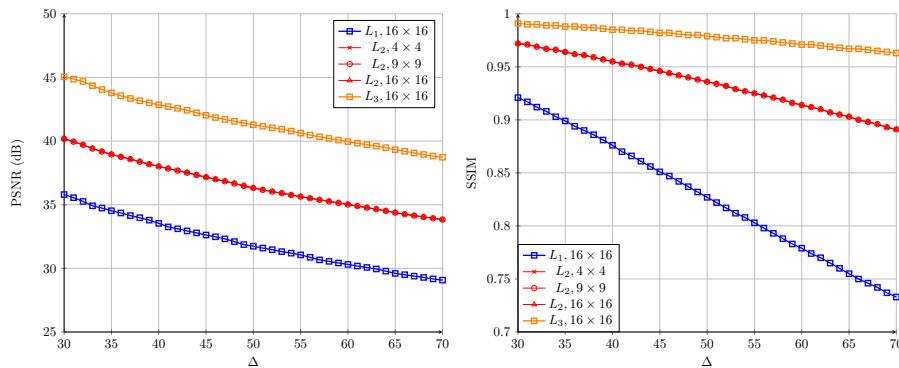 50
45
40
35
30
25
30 35 40 45 50 55 60 65 70
Δ
PSNR (dB)
L₁, 16 × 16
L₂, 4 × 4
L₂, 9 × 9
L₂, 16 × 16
L₃, 16 × 16
1
0.95
0.9
0.85
0.8
0.75
0.7
30 35 40 45 50 55 60 65 70
Δ
SSIM
L₁, 16 × 16
L₂, 4 × 4
L₂, 9 × 9
L₂, 16 × 16
L₃, 16 × 16